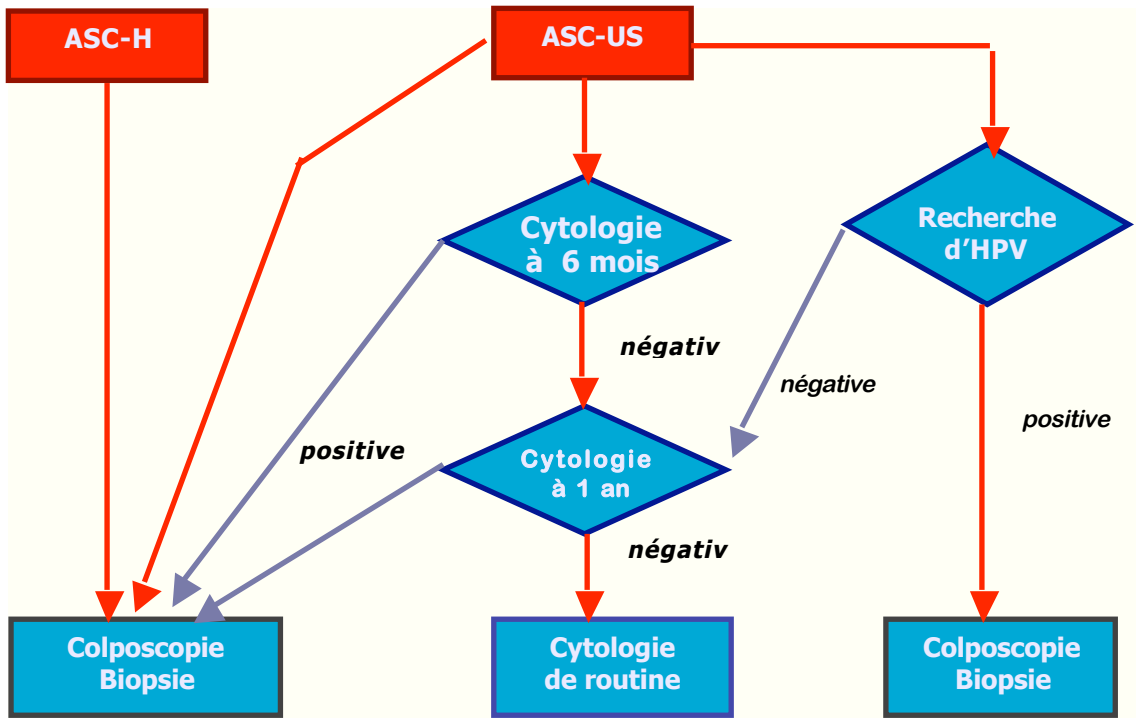 ASC-H
ASC-US
Cytologie
à 6 mois
Recherche
d'HPV
négativ
négative
positive
positive
Cytologie
à 1 an
négativ
Colposcopie
Biopsie
Cytologie
de routine
Colposcopie
Biopsie